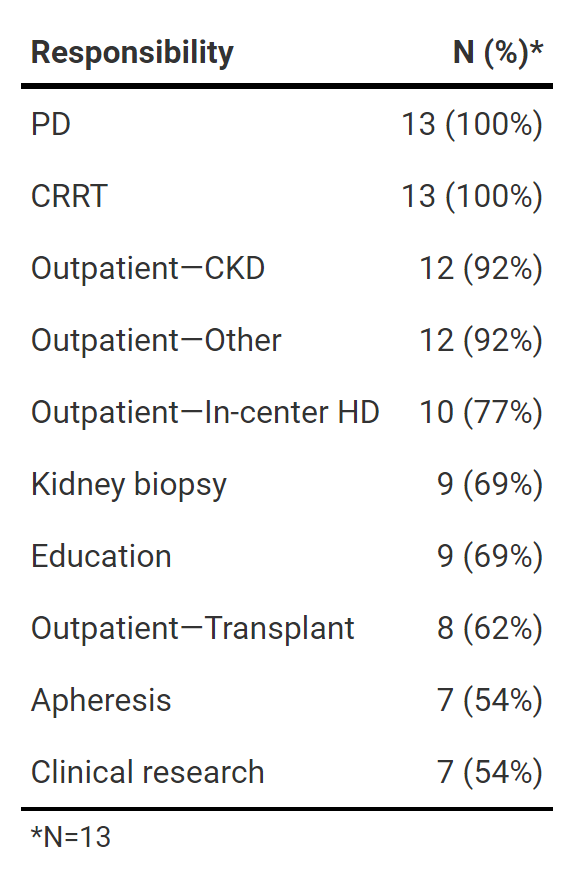 Responsibility N (%)*
PD 13 (100%)
CRRT 13 (100%)
Outpatient—CKD 12 (92%)
Outpatient—Other 12 (92%)
Outpatient—In-center HD 10 (77%)
Kidney biopsy 9 (69%)
Education 9 (69%)
Outpatient—Transplant 8 (62%)
Apheresis 7 (54%)
Clinical research 7 (54%)
*N=13